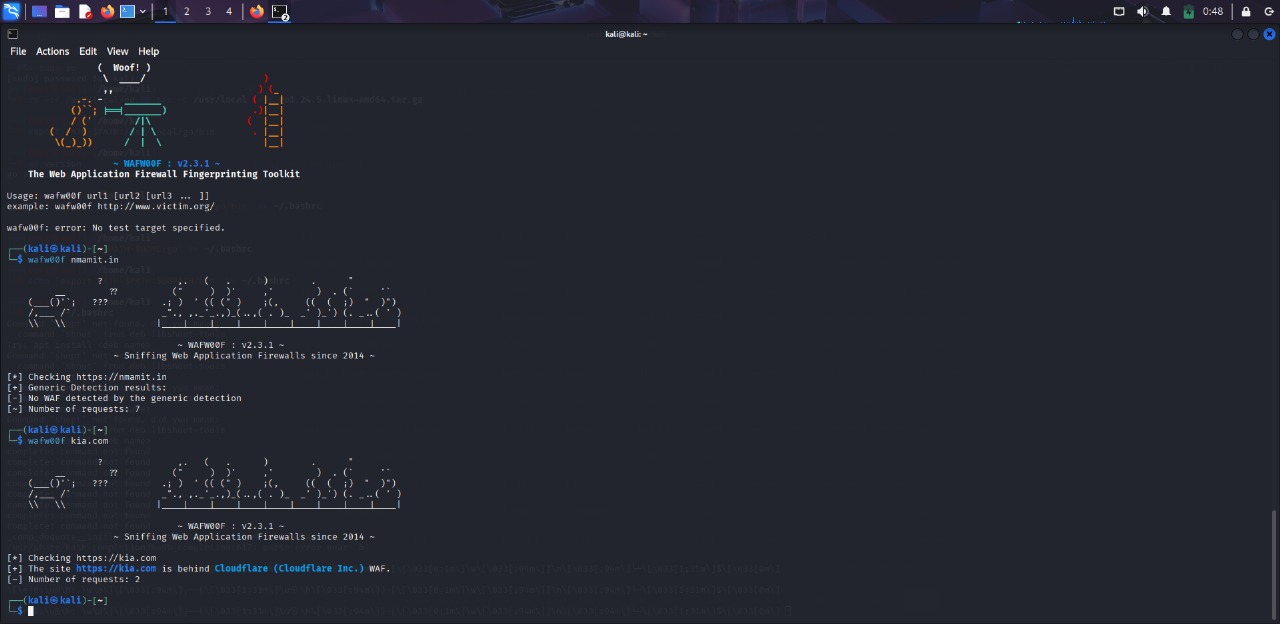 1 2 3 4 2 0:48
kali@kali: ~
File Actions Edit View Help
( Woof! )
~ WAFW00F : v2.3.1 ~
The Web Application Firewall Fingerprinting Toolkit
Usage: wafw00f url1 [url2 [url3 ... ]]
example: wafw00f http://www.victim.org/
wafw00f: error: No test target specified.
┌──(kali㉿kali)-[~]
└─$ wafw00f nmamit.in
~ WAFW00F : v2.3.1 ~
~ Sniffing Web Application Firewalls since 2014 ~
[*] Checking https://nmamit.in
[+] Generic Detection results:
[-] No WAF detected by the generic detection
[~] Number of requests: 7
┌──(kali㉿kali)-[~]
└─$ wafw00f kia.com
~ WAFW00F : v2.3.1 ~
~ Sniffing Web Application Firewalls since 2014 ~
[*] Checking https://kia.com
[+] The site https://kia.com is behind Cloudflare (Cloudflare Inc.) WAF.
[~] Number of requests: 2
┌──(kali㉿kali)-[~]
└─$